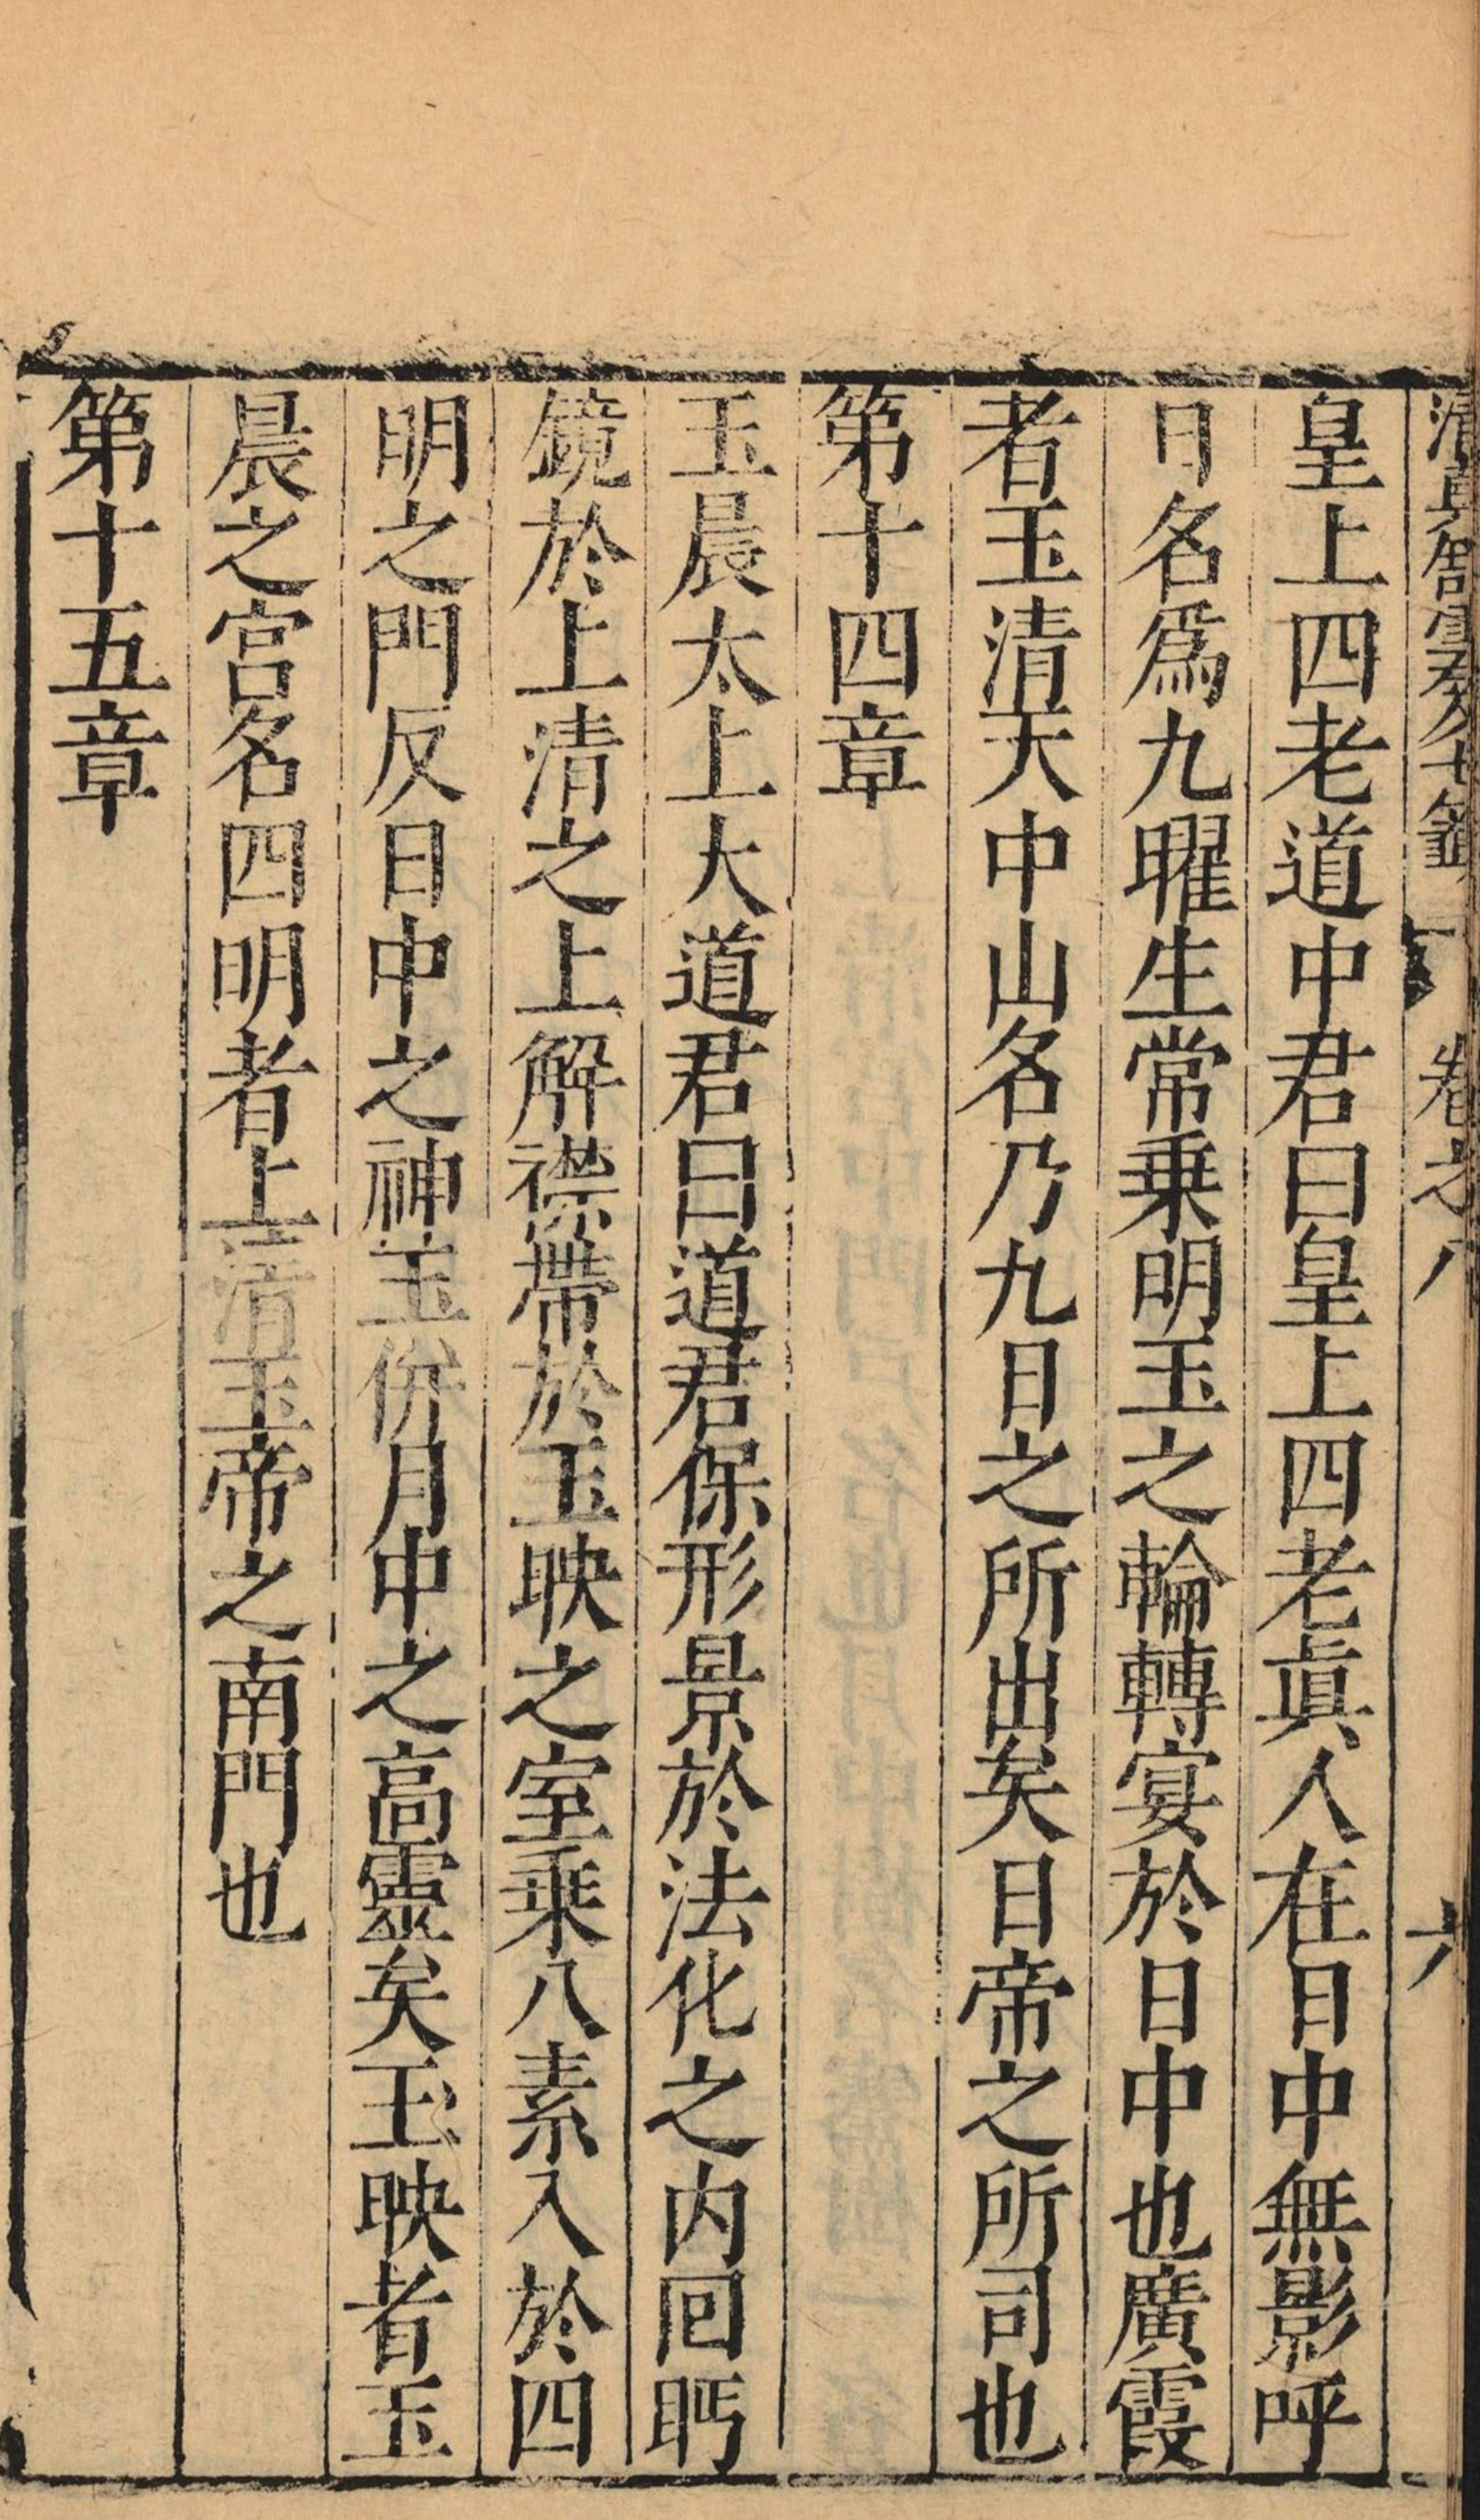 卷之八 六
皇上四老道中君曰皇上四老眞人在日中無影呼
日名爲九曜生常乗明玉之輪轉宴於日中也廣霞
者玉清天中山名乃九日之所出矣日帝之所司也
第十四章
玉晨太上大道君曰道君保形景於法化之内囘眄
鏡於上清之上解襟帶於玉映之室乗八素入於四
明之門反日中之神玉併月中之高靈矣玉映者玉
晨之宫名四明者上清玉帝之南門也
第十五章